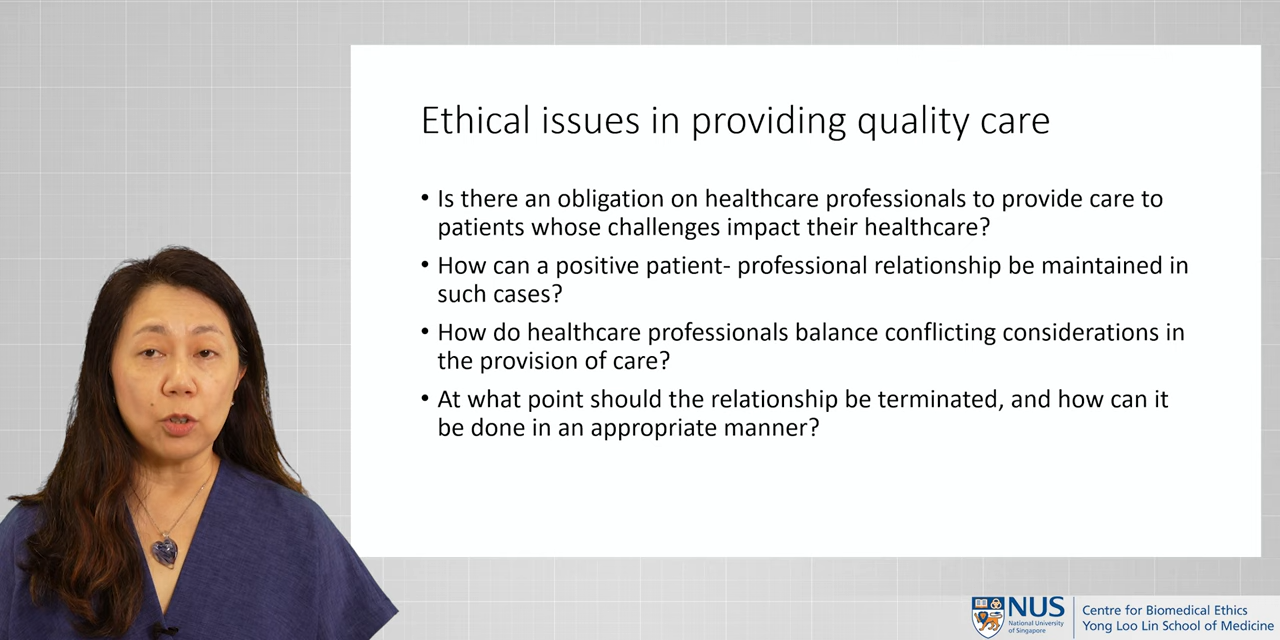 Ethical issues in providing quality care
• Is there an obligation on healthcare professionals to provide care to
patients whose challenges impact their healthcare?
• How can a positive patient- professional relationship be maintained in
such cases?
• How do healthcare professionals balance conflicting considerations in
the provision of care?
• At what point should the relationship be terminated, and how can it
be done in an appropriate manner?
NUS
National University
of Singapore
Centre for Biomedical Ethics
Yong Loo Lin School of Medicine